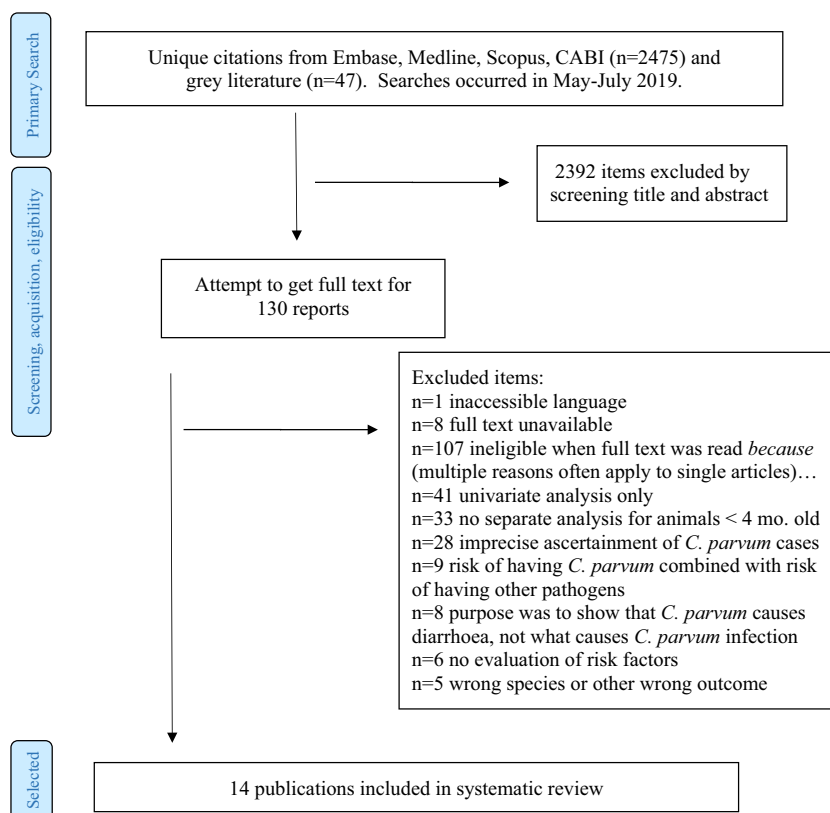 Primary Search
Unique citations from Embase, Medline, Scopus, CABI (n=2475) and
grey literature (n=47).  Searches occurred in May-July 2019.
Screening, acquisition, eligibility
2392 items excluded by
screening title and abstract
Attempt to get full text for
130 reports
Excluded items:
n=1 inaccessible language
n=8 full text unavailable
n=107 ineligible when full text was read because
(multiple reasons often apply to single articles)…
n=41 univariate analysis only
n=33 no separate analysis for animals < 4 mo. old
n=28 imprecise ascertainment of C. parvum cases
n=9 risk of having C. parvum combined with risk
of having other pathogens
n=8 purpose was to show that C. parvum causes
diarrhoea, not what causes C. parvum infection
n=6 no evaluation of risk factors
n=5 wrong species or other wrong outcome
Selected
14 publications included in systematic review